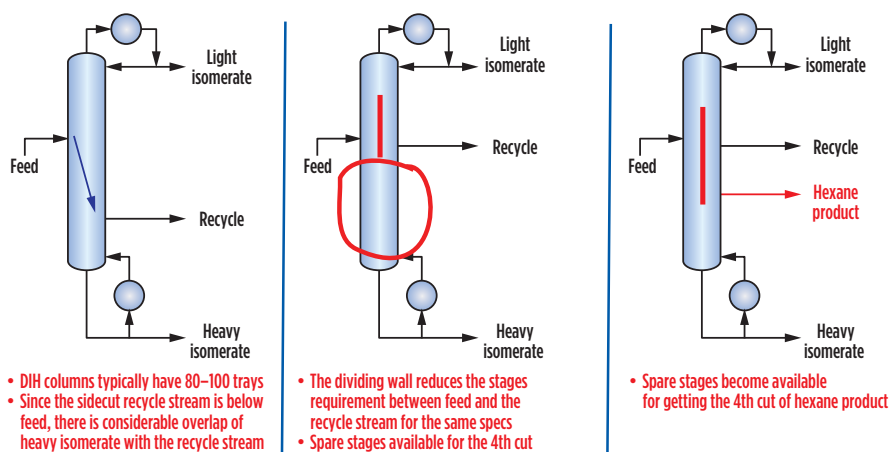 Light
isomerate
Feed
Recycle
Heavy
isomerate
• DIH columns typically have 80–100 trays
• Since the sidecut recycle stream is below
feed, there is considerable overlap of
heavy isomerate with the recycle stream
Light
isomerate
Feed
Recycle
Heavy
isomerate
• The dividing wall reduces the stages
requirement between feed and the
recycle stream for the same specs
• Spare stages available for the 4th cut
Light
isomerate
Feed
Recycle
Hexane
product
Heavy
isomerate
• Spare stages become available
for getting the 4th cut of hexane product